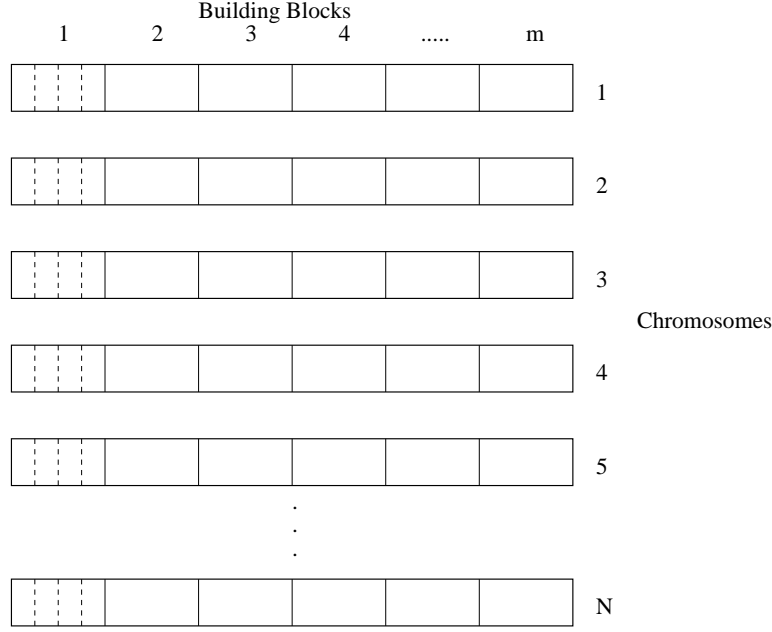 Building Blocks
1 2 3 4 ..... m
1
2
3
Chromosomes
4
5
.
.
.
N